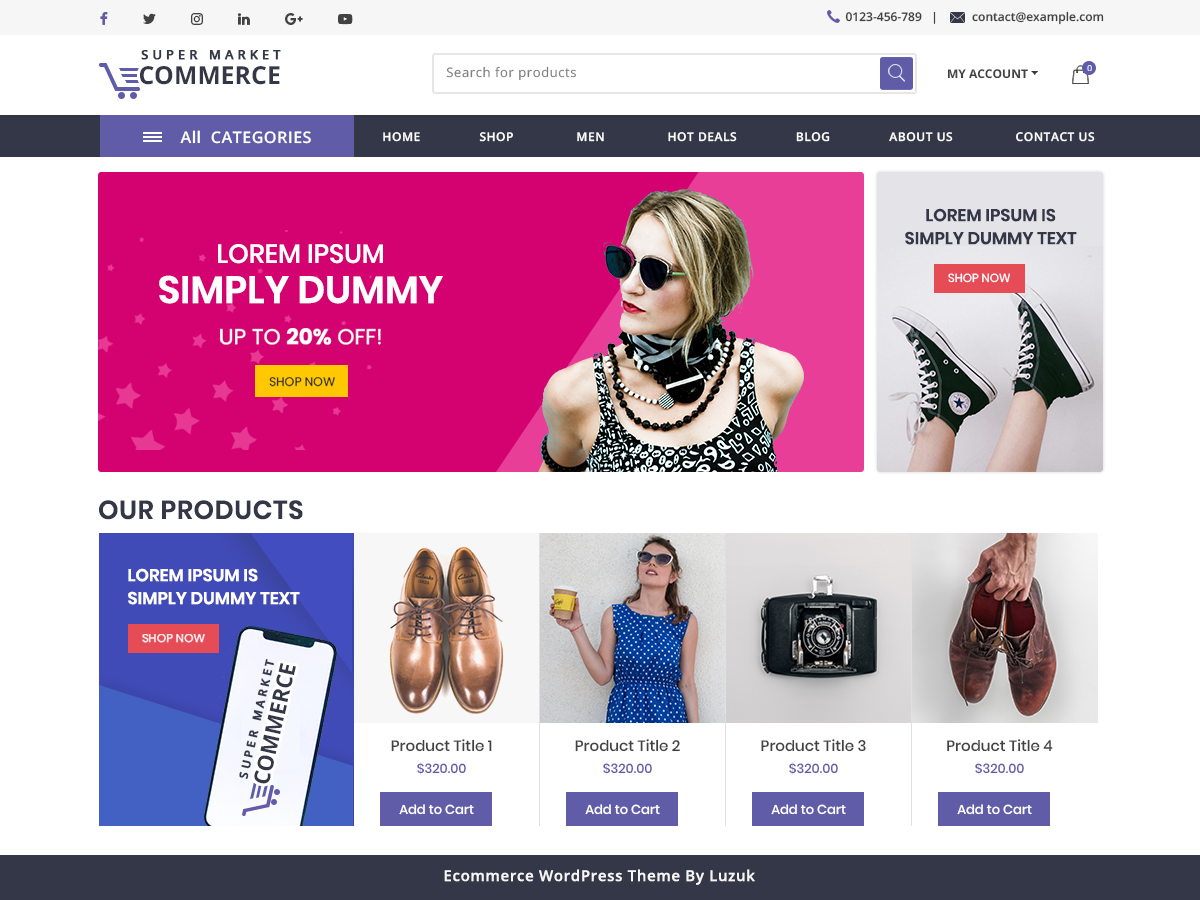 0123-456-789 | contact@example.com
SUPER MARKET
ECOMMERCE
Search for products
MY ACCOUNT
0
All CATEGORIES
HOME SHOP MEN HOT DEALS BLOG ABOUT US CONTACT US
LOREM IPSUM
SIMPLY DUMMY
UP TO 20% OFF!
SHOP NOW
LOREM IPSUM IS
SIMPLY DUMMY TEXT
SHOP NOW
OUR PRODUCTS
LOREM IPSUM IS
SIMPLY DUMMY TEXT
SHOP NOW
SUPER MARKET
ECOMMERCE
Product Title 1
$320.00
Add to Cart
Product Title 2
$320.00
Add to Cart
Product Title 3
$320.00
Add to Cart
Product Title 4
$320.00
Add to Cart
Ecommerce WordPress Theme By Luzuk